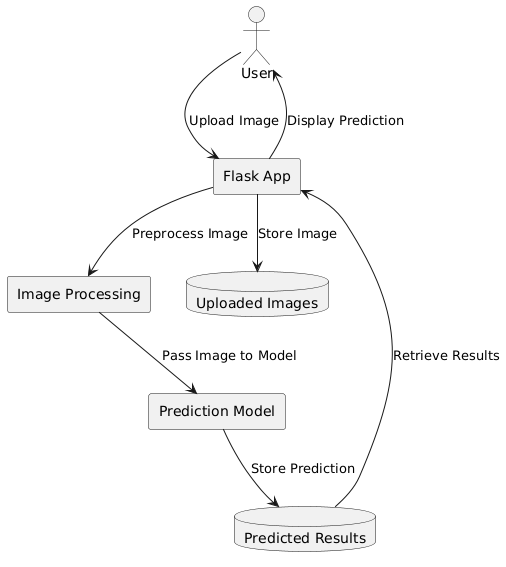 User
Upload Image
Display Prediction
Flask App
Preprocess Image
Store Image
Image Processing
Uploaded Images
Pass Image to Model
Retrieve Results
Prediction Model
Store Prediction
Predicted Results